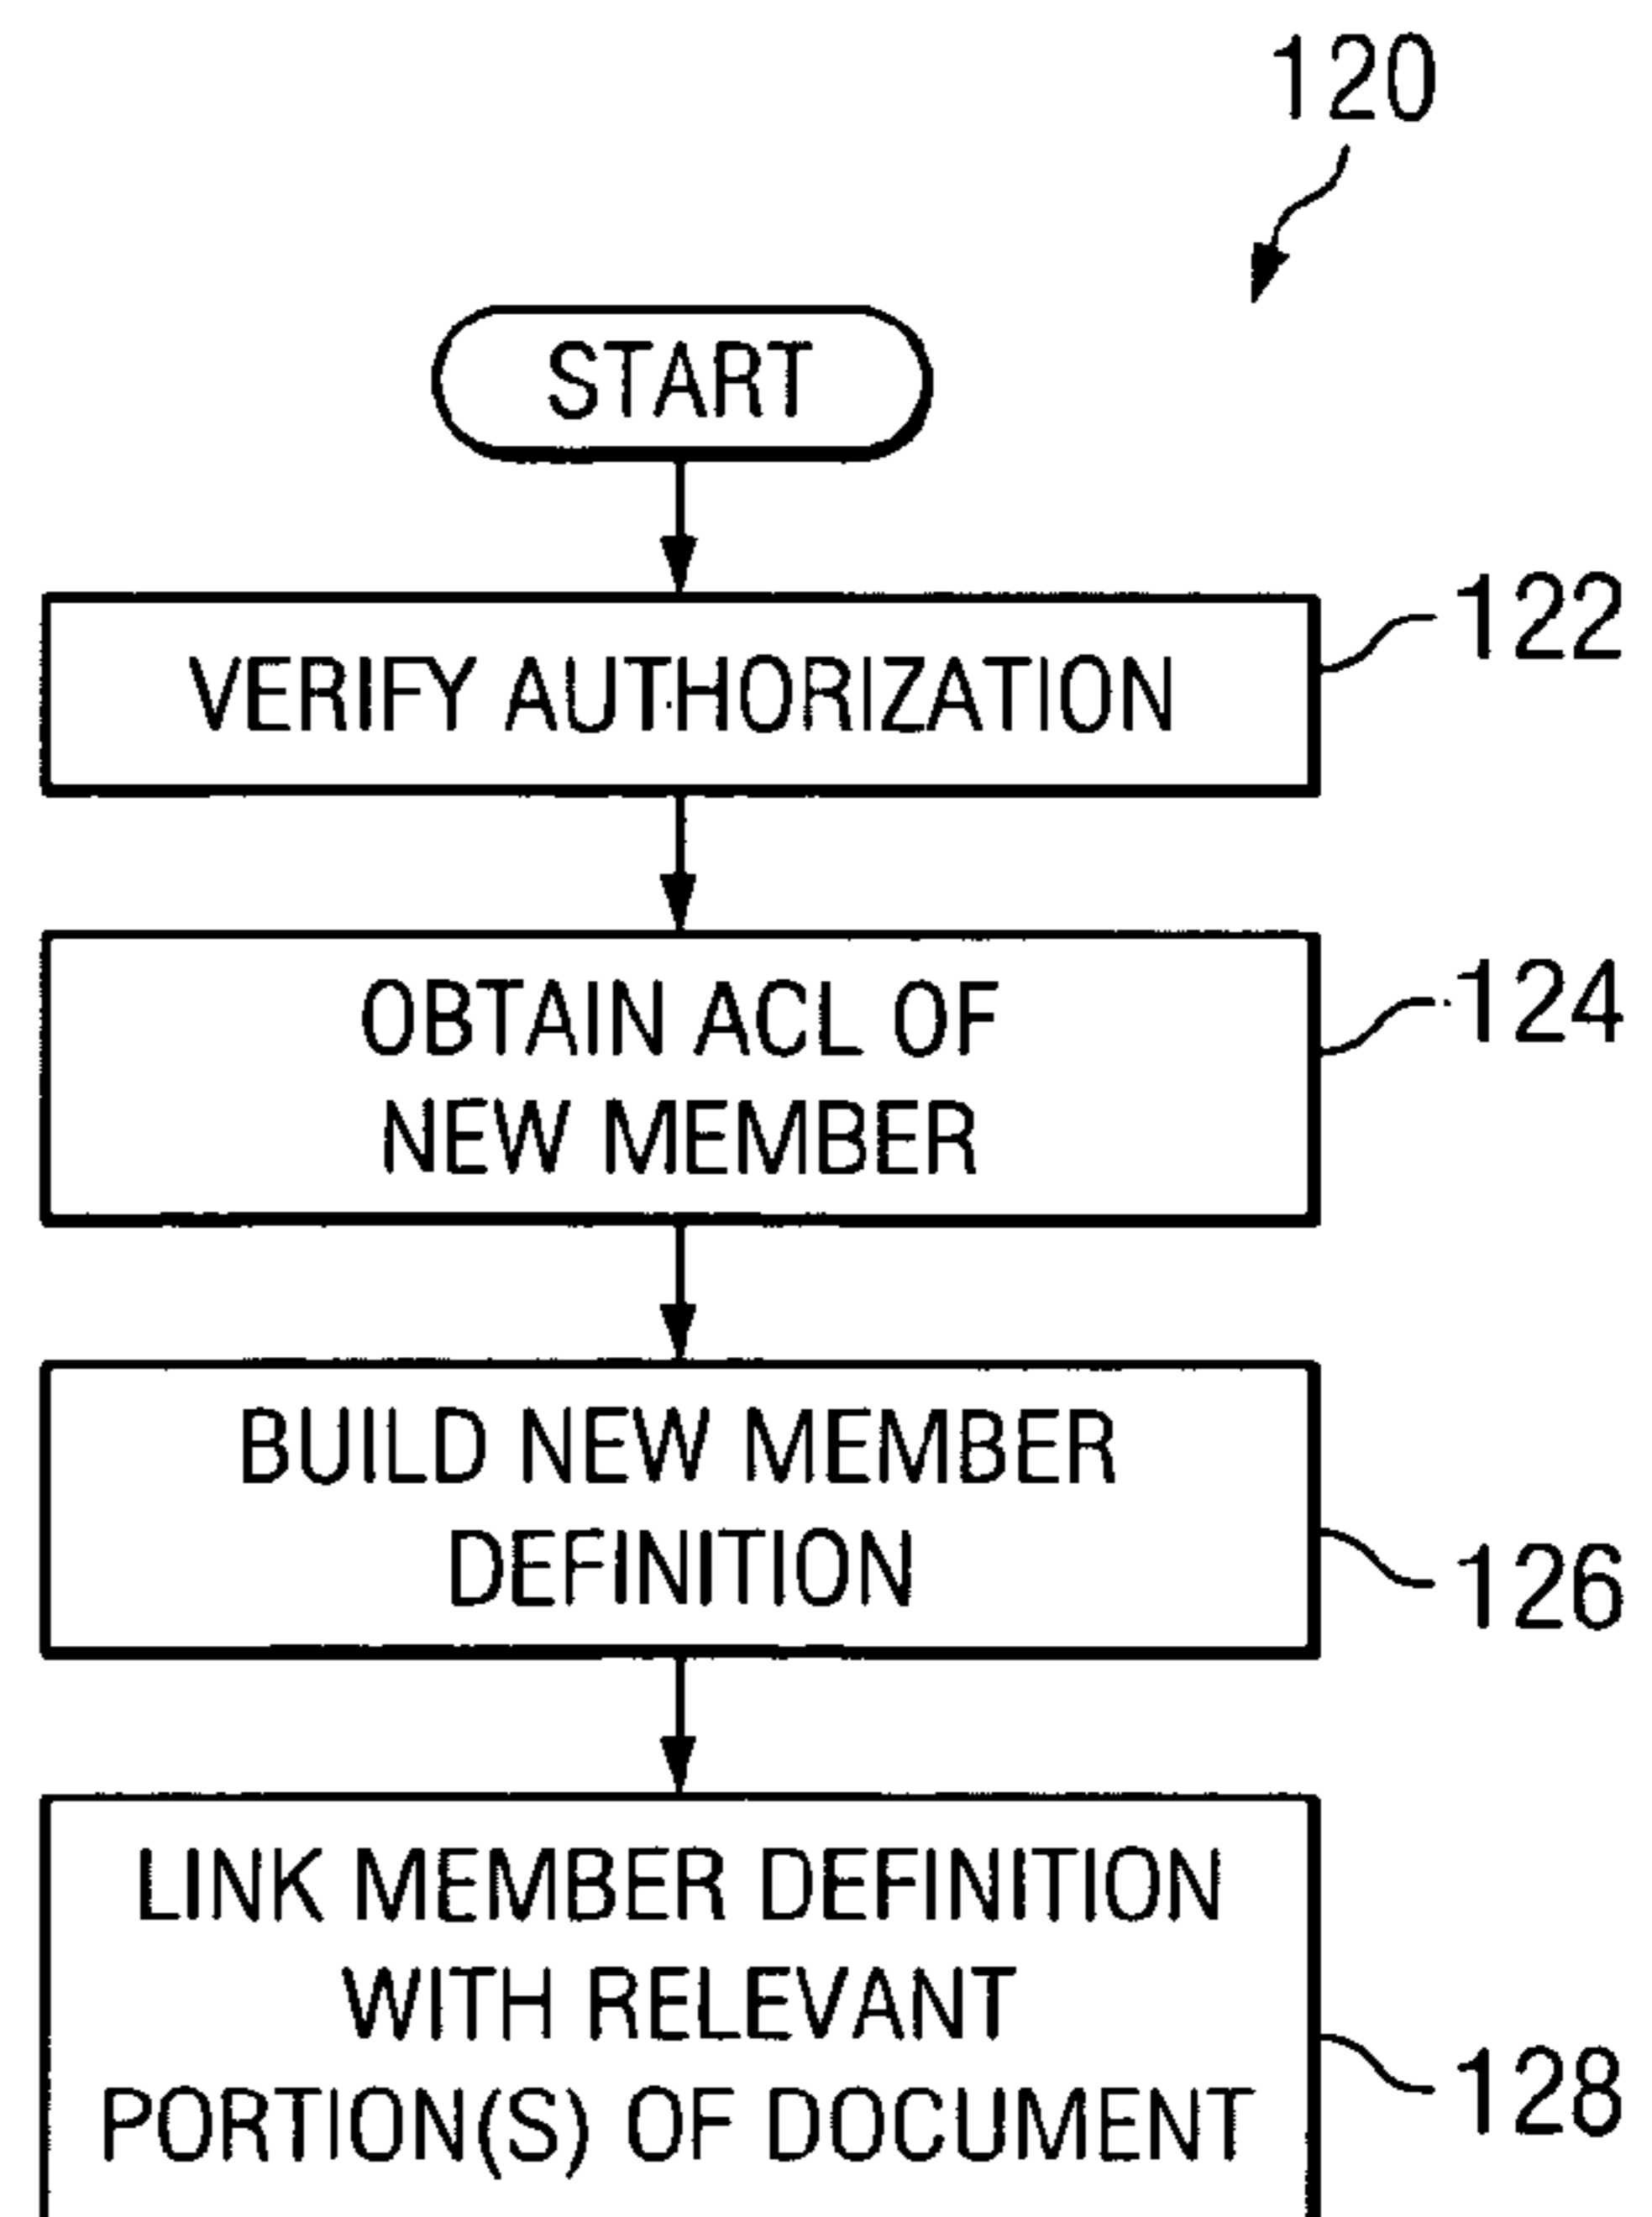 120
START
VERIFY AUTHORIZATION
122
OBTAIN ACL OF
NEW MEMBER
124
BUILD NEW MEMBER
DEFINITION
126
LINK MEMBER DEFINITION
WITH RELEVANT
PORTION(S) OF DOCUMENT
128